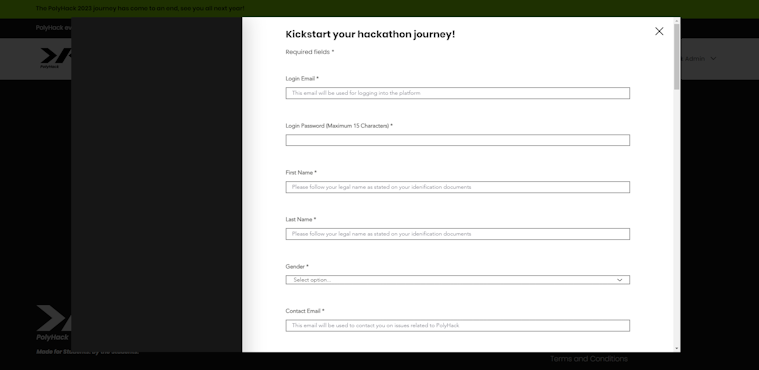 The PolyHack 2023 journey has come to an end, see you all next year!
PolyHack
PolyHack
Admin
Kickstart your hackathon journey!
Required fields *
Login Email *
This email will be used for logging into the platform
Login Password (Maximum 15 Characters) *
First Name *
Please follow your legal name as stated on your idenification documents
Last Name *
Please follow your legal name as stated on your idenification documents
Gender *
Select option...
Contact Email *
This email will be used to contact you on issues related to PolyHack
PolyHack
Made for Students, By the Students.
Terms and Conditions